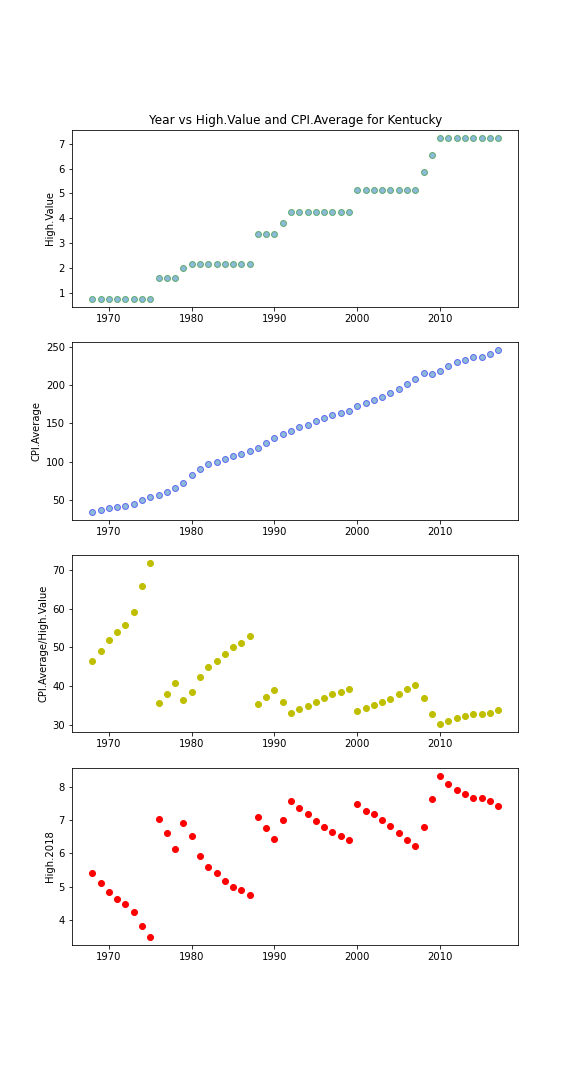 Year vs High.Value and CPI.Average for Kentucky
7
6
5
4
3
2
1
High.Value
1970 1980 1990 2000 2010
250
200
150
100
50
CPI.Average
1970 1980 1990 2000 2010
70
60
50
40
30
CPI.Average/High.Value
1970 1980 1990 2000 2010
8
7
6
5
4
High.2018
1970 1980 1990 2000 2010